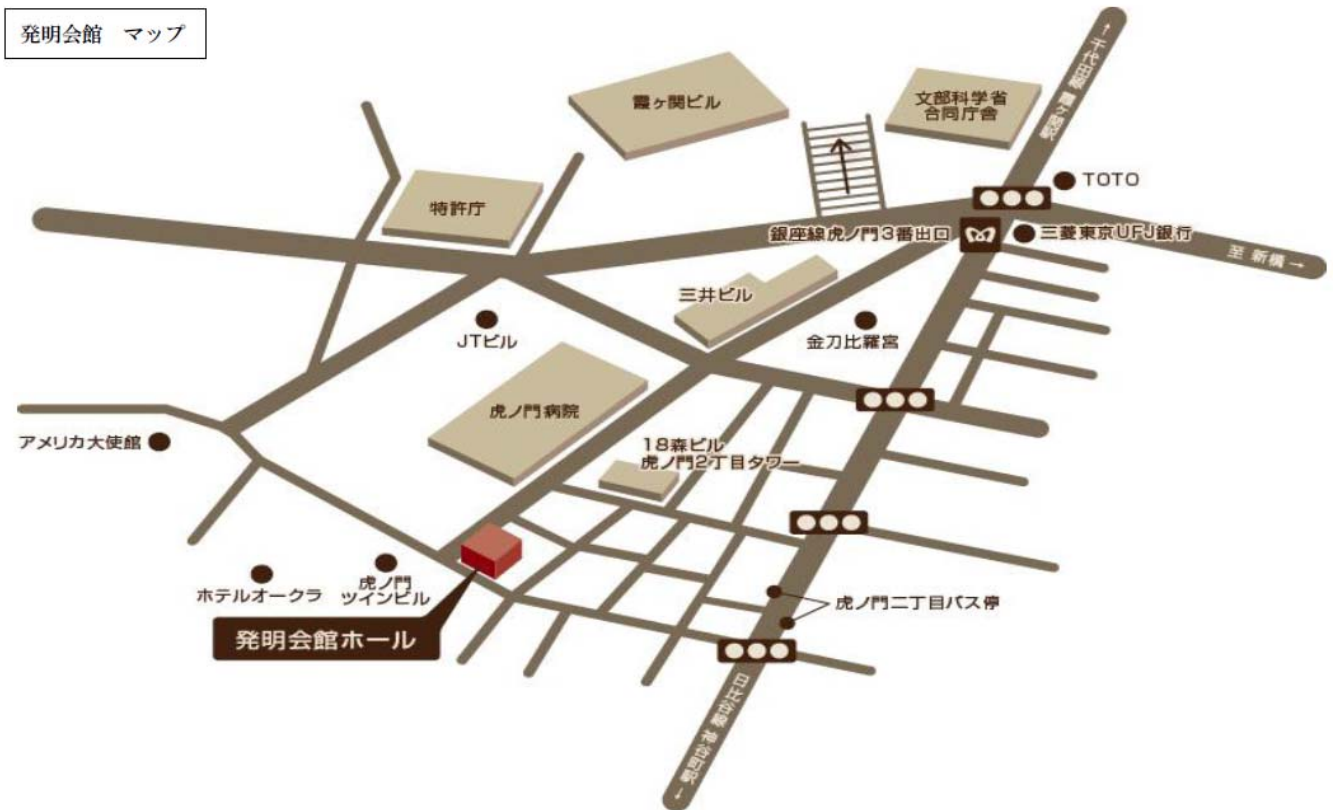 発明会館　マップ
↑千代田線 霞ヶ関駅
霞ヶ関ビル
文部科学省
合同庁舎
TOTO
特許庁
銀座線虎ノ門3番出口
三菱東京UFJ銀行
至 新橋→
三井ビル
JTビル
金刀比羅宮
虎ノ門病院
アメリカ大使館
18森ビル
虎ノ門2丁目タワー
ホテルオークラ
虎ノ門
ツインビル
虎ノ門二丁目バス停
発明会館ホール
日比谷線 神谷町駅↓